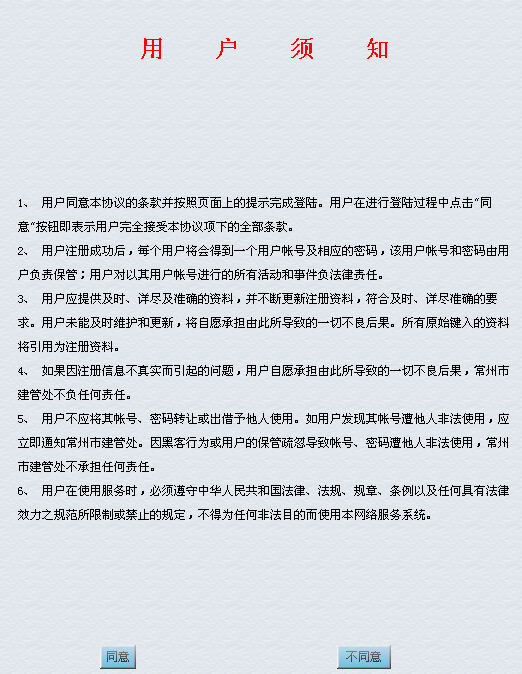 用 户 须 知
1、 用户同意本协议的条款并按照页面上的提示完成登陆。用户在进行登陆过程中点击"同
意"按钮即表示用户完全接受本协议项下的全部条款。
2、 用户注册成功后，每个用户将会得到一个用户帐号及相应的密码，该用户帐号和密码由用
户负责保管；用户对以其用户帐号进行的所有活动和事件负法律责任。
3、 用户应提供及时、详尽及准确的资料，并不断更新注册资料，符合及时、详尽准确的要
求。用户未能及时维护和更新，将自愿承担由此所导致的一切不良后果。所有原始键入的资料
将引用为注册资料。
4、 如果因注册信息不真实而引起的问题，用户自愿承担由此所导致的一切不良后果，常州市
建管处不负任何责任。
5、 用户不应将其帐号、密码转让或出借予他人使用。如用户发现其帐号遭他人非法使用，应
立即通知常州市建管处。因黑客行为或用户的保管疏忽导致帐号、密码遭他人非法使用，常州
市建管处不承担任何责任。
6、 用户在使用服务时，必须遵守中华人民共和国法律、法规、规章、条例以及任何具有法律
效力之规范所限制或禁止的规定，不得为任何非法目的而使用本网络服务系统。
同意 不同意